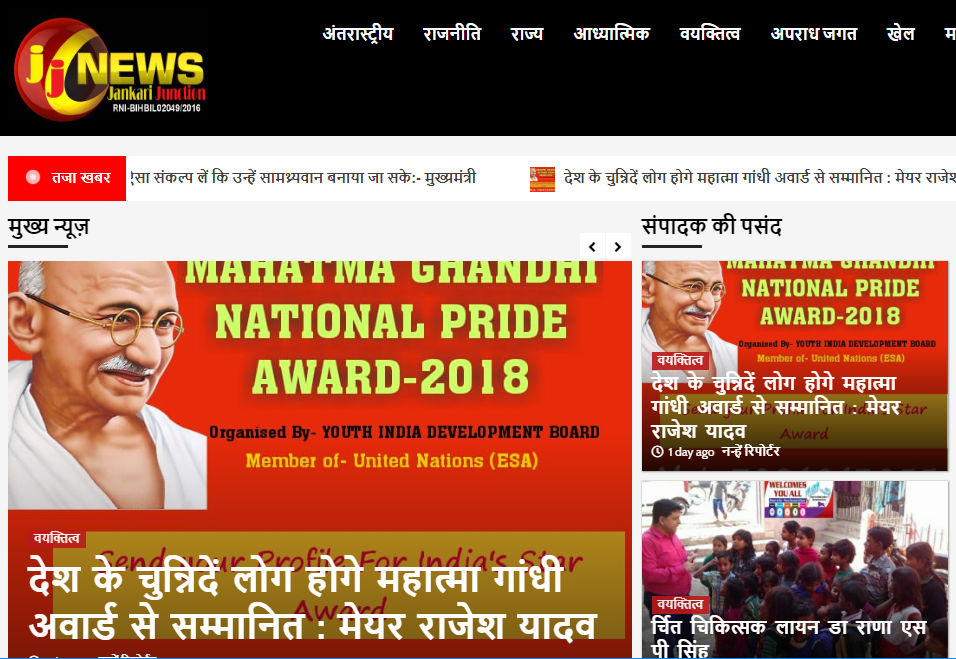 jj NEWS
Jankari Junction
RNI-BIHBIL02049/2016
अंतराष्ट्रीय राजनीति राज्य आध्यात्मिक वयक्तित्व अपराध जगत खेल
तजा खबर
ऐसा संकल्प लें कि उन्हें सामथ्र्यवान बनाया जा सके:- मुख्यमंत्री
देश के चुन्निदें लोग होगे महात्मा गांधी अवार्ड से सम्मानित : मेयर राजेश
मुख्य न्यूज़
MAHATMA GHANDHI
NATIONAL PRIDE
AWARD-2018
Organised By- YOUTH INDIA DEVELOPMENT BOARD
Member of- United Nations (ESA)
Send your Profile For India's Star
Award
वयक्तित्व
देश के चुन्निदें लोग होगे महात्मा गांधी
अवार्ड से सम्मानित : मेयर राजेश यादव
संपादक की पसंद
MAHATMA GHANDHI
NATIONAL PRIDE
AWARD-2018
Organised By- YOUTH INDIA DEVELOPMENT BOARD
Member of- United Nations (ESA)
वयक्तित्व
देश के चुन्निदें लोग होगे महात्मा
गांधी अवार्ड से सम्मानित : मेयर
राजेश यादव
Star
Award
1 day ago नन्हें रिपोर्टर
WELCOMES
YOU ALL
वयक्तित्व
र्चित चिकित्सक लायन डा राणा एस
पी सिंह